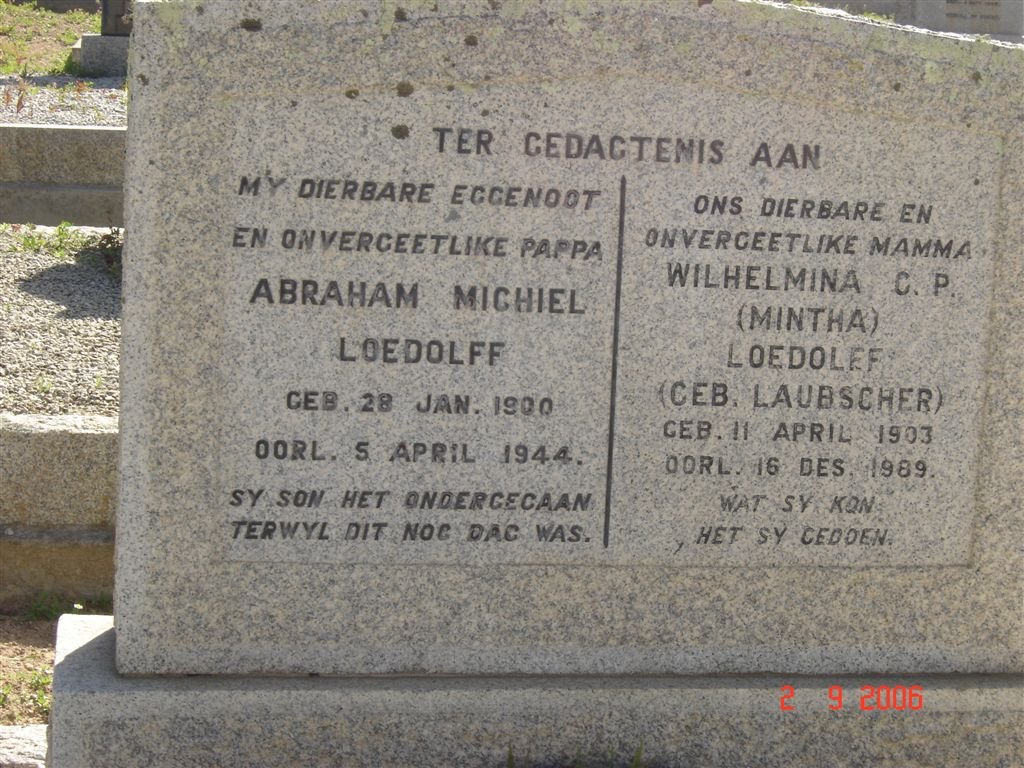 TER GEDAGTENIS AAN
MY DIERBARE EGGENOOT
EN ONVERGEETLIKE PAPPA
ABRAHAM MICHIEL
LOEDOLFF
GEB. 28 JAN. 1900
OORL. 5 APRIL 1944.
SY SON HET ONDERGEGAAN
TERWYL DIT NOG DAG WAS.
ONS DIERBARE EN
ONVERGEETLIKE MAMMA
WILHELMINA C. P.
(MINTHA)
LOEDOLFF
(GEB. LAUBSCHER)
GEB. 11 APRIL 1903
OORL. 16 DES. 1989.
WAT SY KON
, HET SY GEDOEN.
2 9 2006